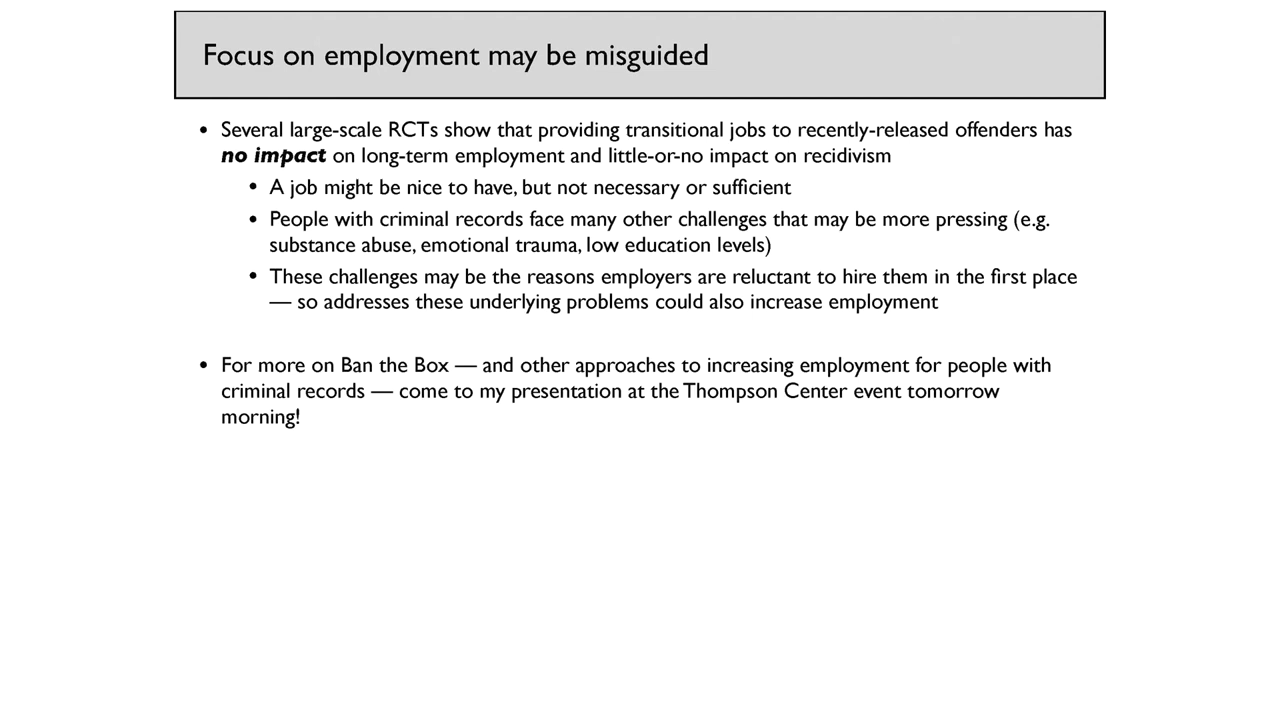 Focus on employment may be misguided
• Several large-scale RCTs show that providing transitional jobs to recently-released offenders has
no impact on long-term employment and little-or-no impact on recidivism
• A job might be nice to have, but not necessary or sufficient
• People with criminal records face many other challenges that may be more pressing (e.g.
substance abuse, emotional trauma, low education levels)
• These challenges may be the reasons employers are reluctant to hire them in the first place
— so addresses these underlying problems could also increase employment
• For more on Ban the Box — and other approaches to increasing employment for people with
criminal records — come to my presentation at the Thompson Center event tomorrow
morning!